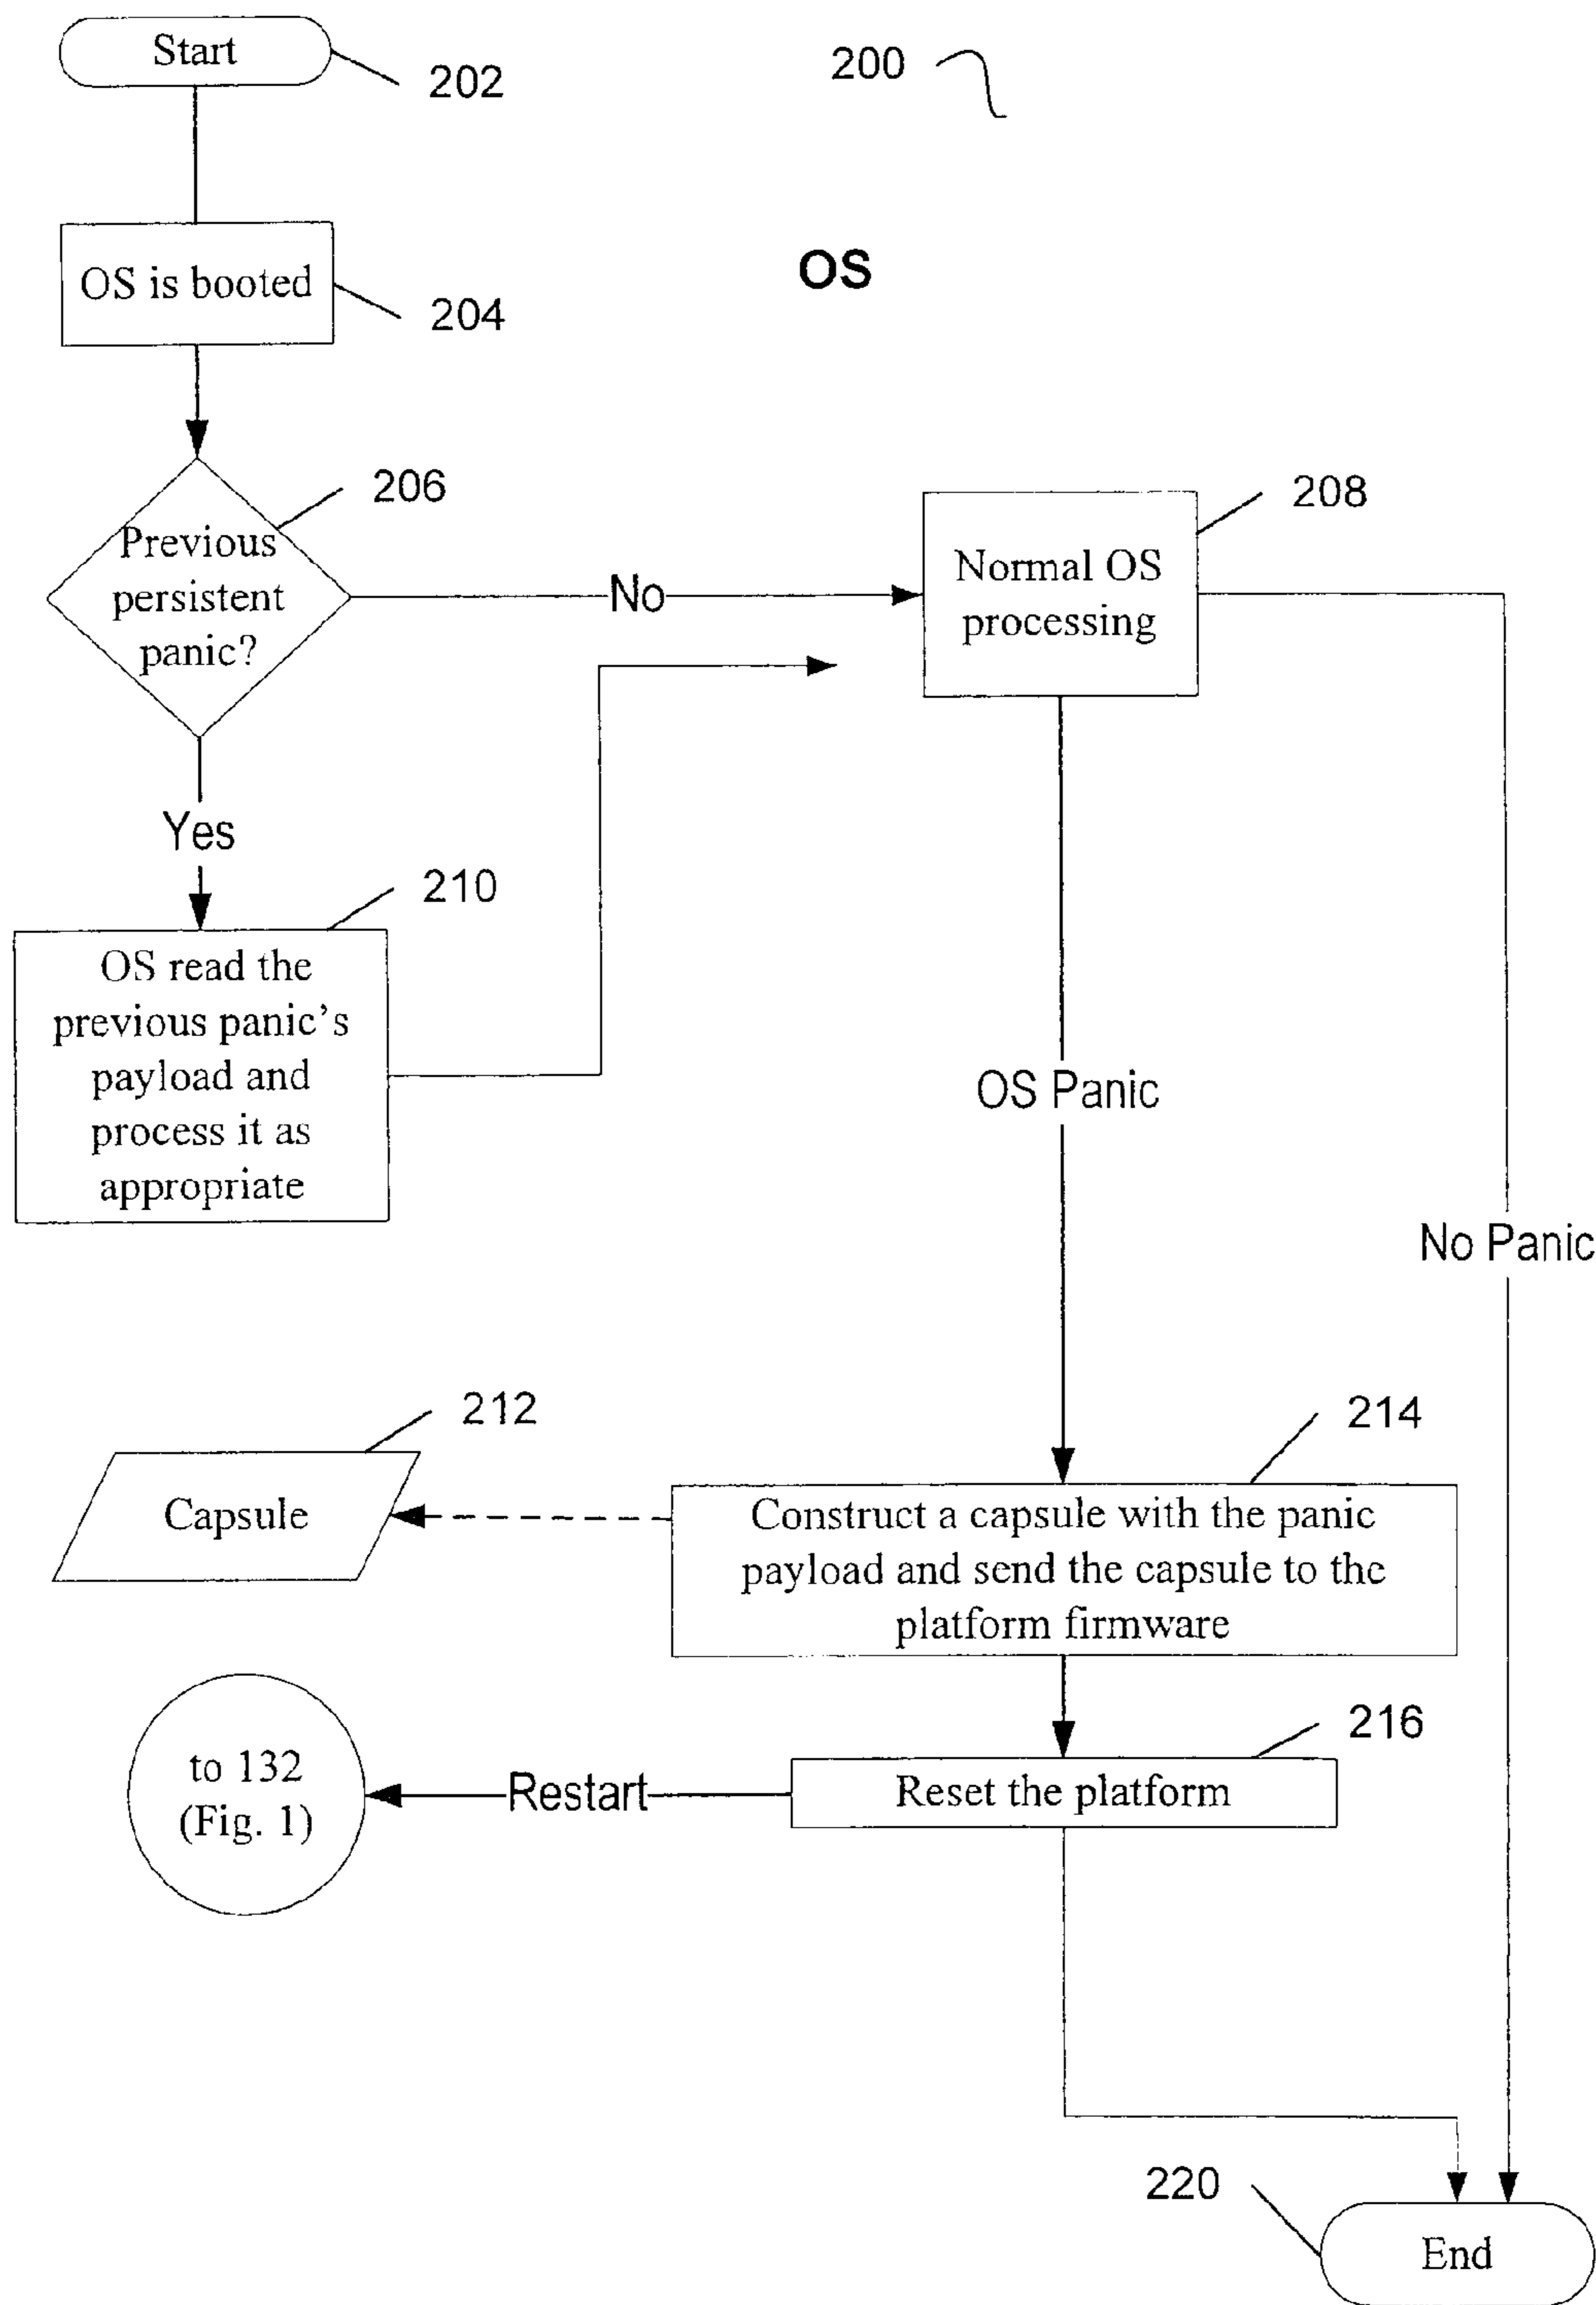 Start
202
200
OS is booted
204
OS
206
Previous
persistent
panic?
No
208
Normal OS
processing
Yes
210
OS read the
previous panic's
payload and
process it as
appropriate
OS Panic
No Panic
212
Capsule
214
Construct a capsule with the panic
payload and send the capsule to the
platform firmware
to 132
(Fig. 1)
Restart
216
Reset the platform
220
End